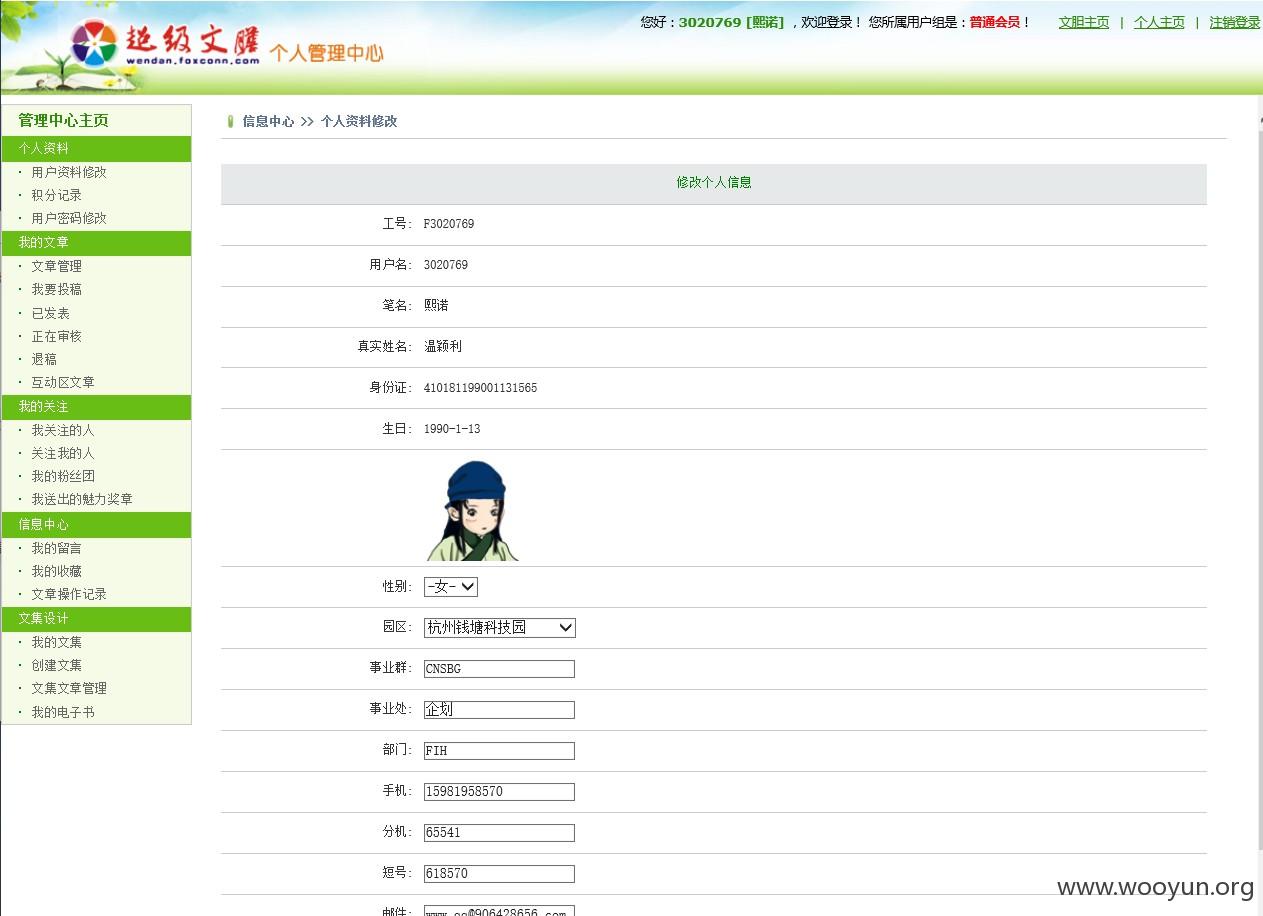 您好：3020769 [熙诺] ，欢迎登录！ 您所属用户组是：普通会员！ 文胆主页 | 个人主页 | 注销登录
超级文胆 个人管理中心
wendan.foxconn.com
管理中心主页
个人资料
· 用户资料修改
· 积分记录
· 用户密码修改
我的文章
· 文章管理
· 我要投稿
· 已发表
· 正在审核
· 退稿
· 互动区文章
我的关注
· 我关注的人
· 关注我的人
· 我的粉丝团
· 我送出的魅力奖章
信息中心
· 我的留言
· 我的收藏
· 文章操作记录
文集设计
· 我的文集
· 创建文集
· 文集文章管理
· 我的电子书
信息中心 >> 个人资料修改
修改个人信息
工号： F3020769
用户名： 3020769
笔名： 熙诺
真实姓名： 温颖利
身份证： 410181199001131565
生日： 1990-1-13
性别： -女-
园区： 杭州钱塘科技园
事业群： CNSBG
事业处： 企划
部门： FIH
手机： 15981958570
分机： 65541
短号： 618570
邮件： www.qq@906428656.com
www.wooyun.org